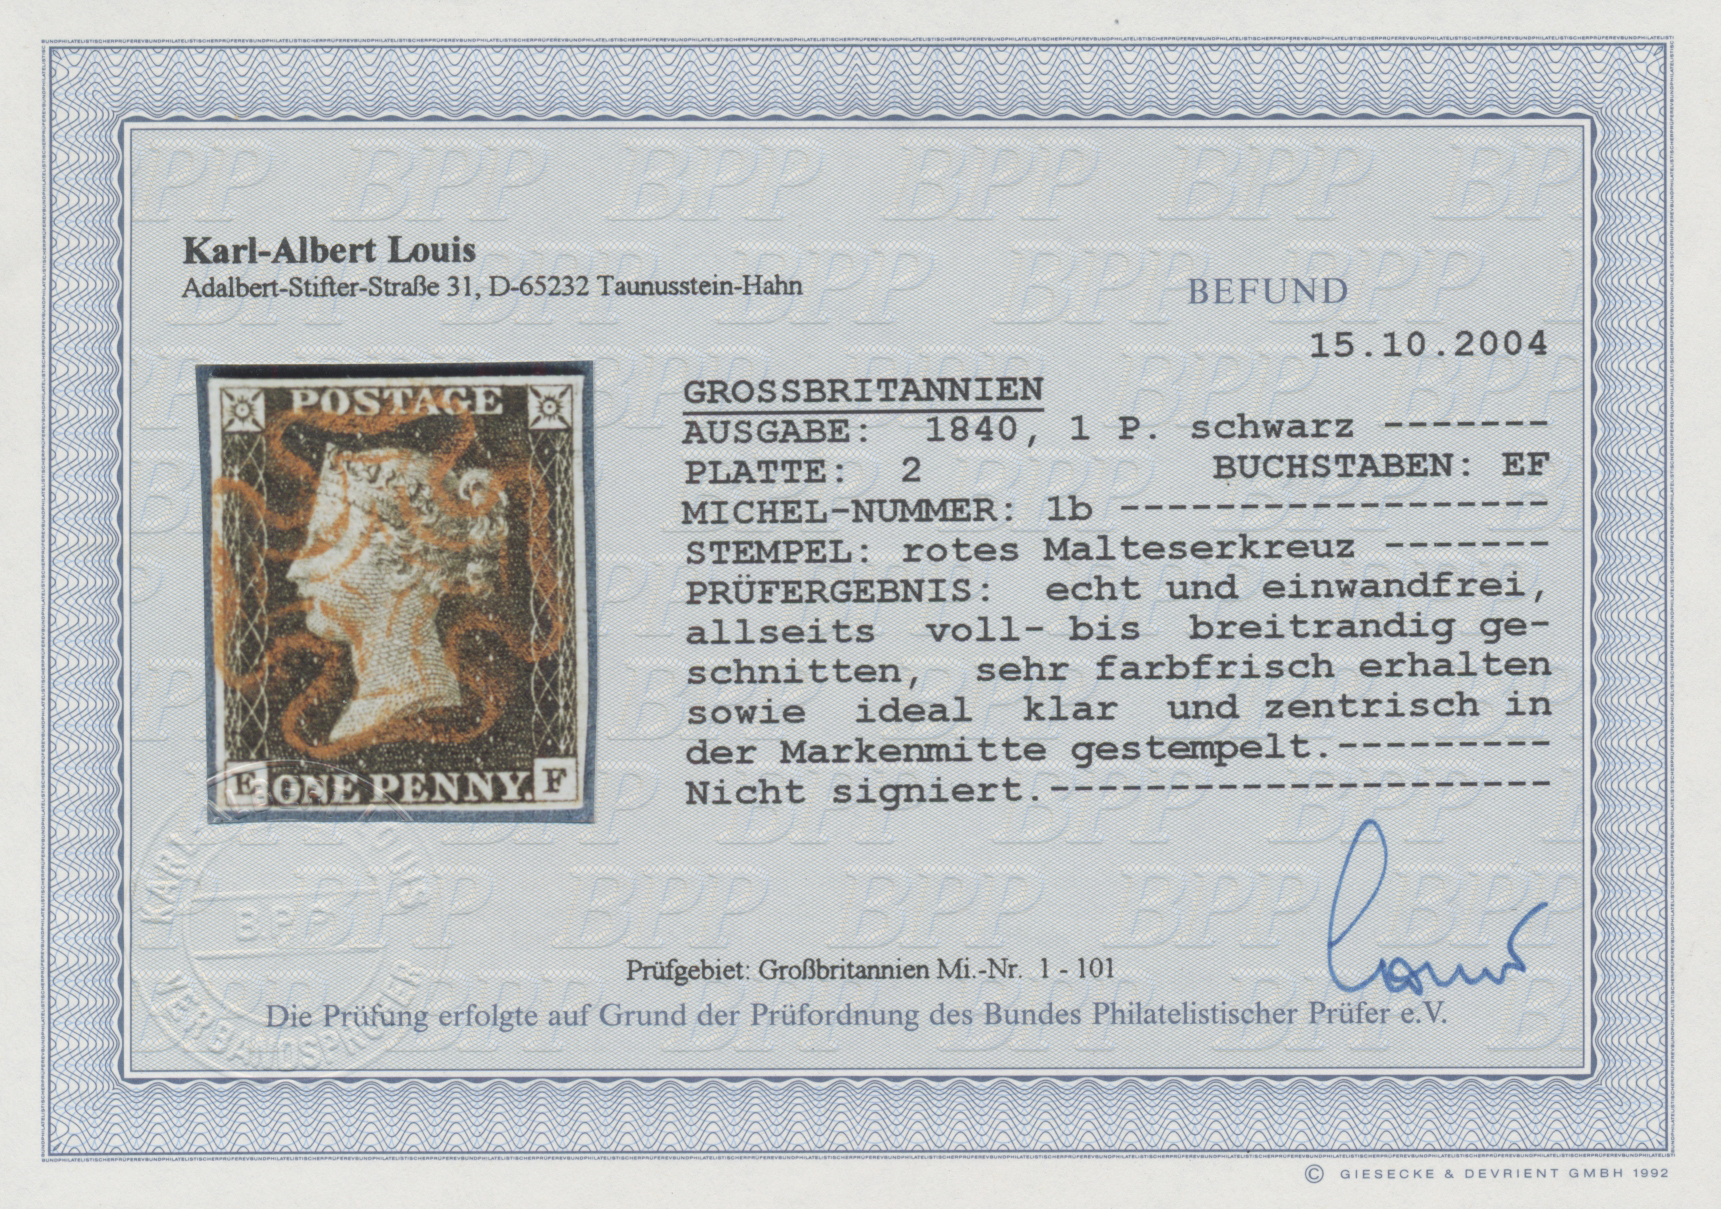 Karl-Albert Louis
Adalbert-Stifter-Straße 31, D-65232 Taunusstein-Hahn
BEFUND
15.10.2004
POSTAGE
E ONE PENNY. F
GROSSBRITANNIEN
AUSGABE: 1840, 1 P. schwarz -------
PLATTE: 2 BUCHSTABEN: EF
MICHEL-NUMMER: 1b ------------------
STEMPEL: rotes Malteserkreuz -------
PRÜFERGEBNIS: echt und einwandfrei,
allseits voll- bis breitrandig ge-
schnitten, sehr farbfrisch erhalten
sowie ideal klar und zentrisch in
der Markenmitte gestempelt.---------
Nicht signiert.---------------------
KARL- LOUIS
BPP
VERBANDSPRÜFER
Prüfgebiet: Großbritannien Mi.-Nr. 1 - 101
Die Prüfung erfolgte auf Grund der Prüfordnung des Bundes Philatelistischer Prüfer e.V.
© GIESECKE & DEVRIENT GMBH 1992